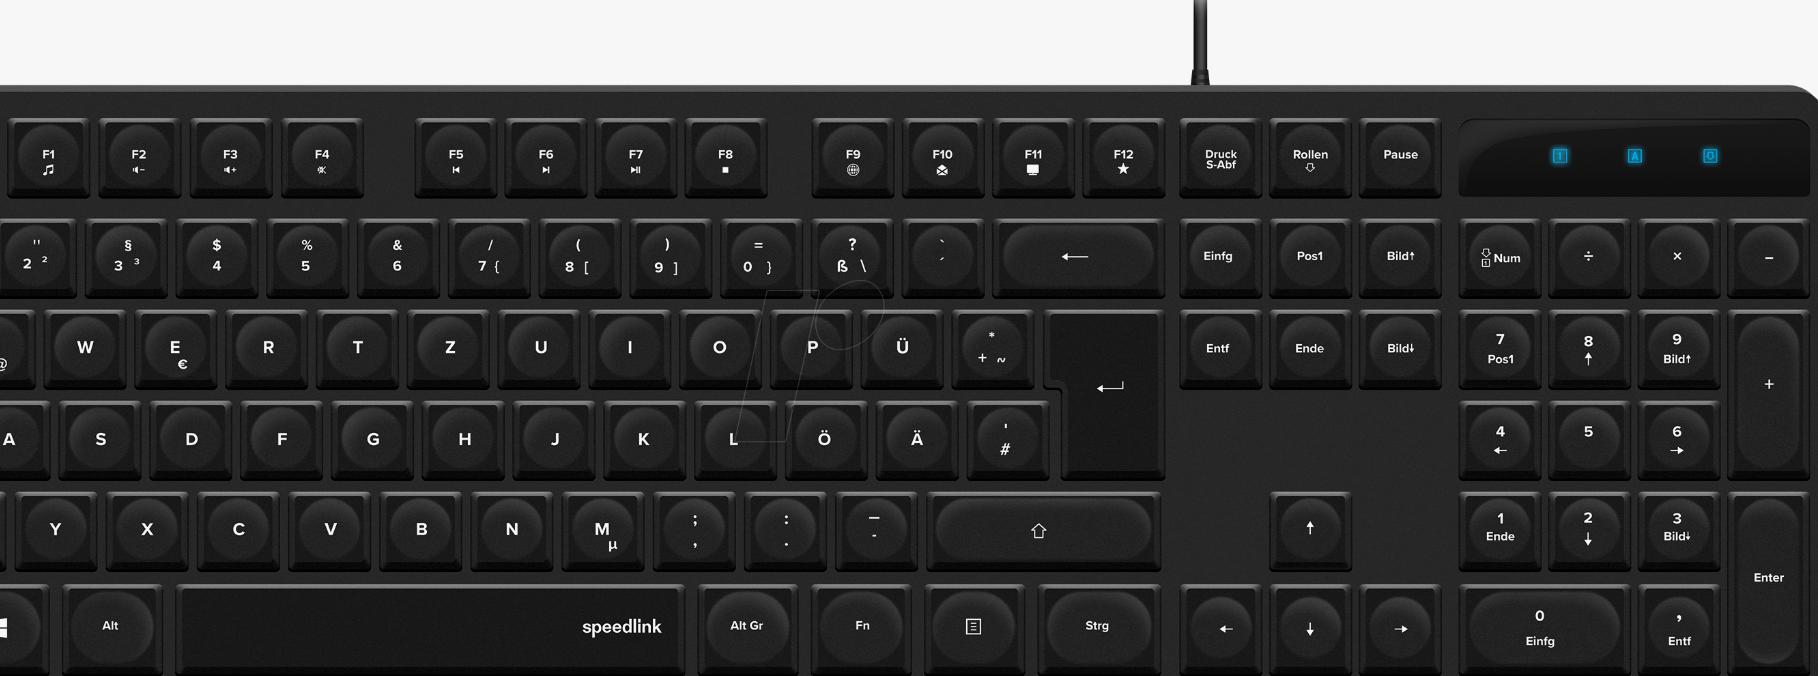 F1 F2 F3 F4 F5 F6 F7 F8 F9 F10 F11 F12 Druck Rollen Pause
S-Abf
" § $ % & / ( ) = ? `
2 ² 3 ³ 4 5 6 7 { 8 [ 9 ] 0 } ß \ ´ ← Einfg Pos1 Bild↑ Num ÷ × −
W E R T Z U I O P Ü * Entf Ende Bild↓ 7 8 9
@ € + ~ Pos1 ↑ Bild↑ +
A S D F G H J K L Ö Ä ' 4 5 6
# ← →
Y X C V B N M ; : _ ↑ 1 2 3
µ , . - Ende ↓ Bild↓
Enter
Alt speedlink Alt Gr Fn Strg ← ↓ → 0 ,
Einfg Entf